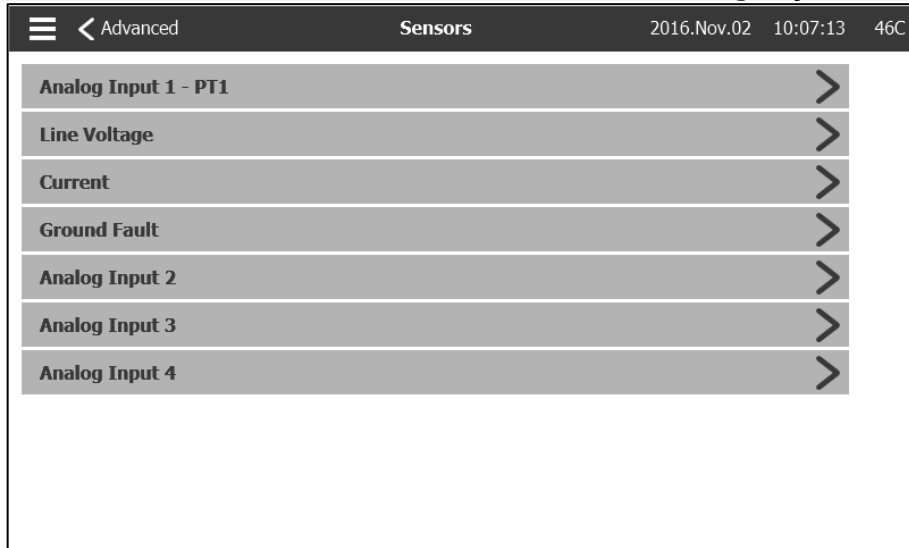 Advanced Sensors 2016.Nov.02 10:07:13 46C
Analog Input 1 - PT1
Line Voltage
Current
Ground Fault
Analog Input 2
Analog Input 3
Analog Input 4